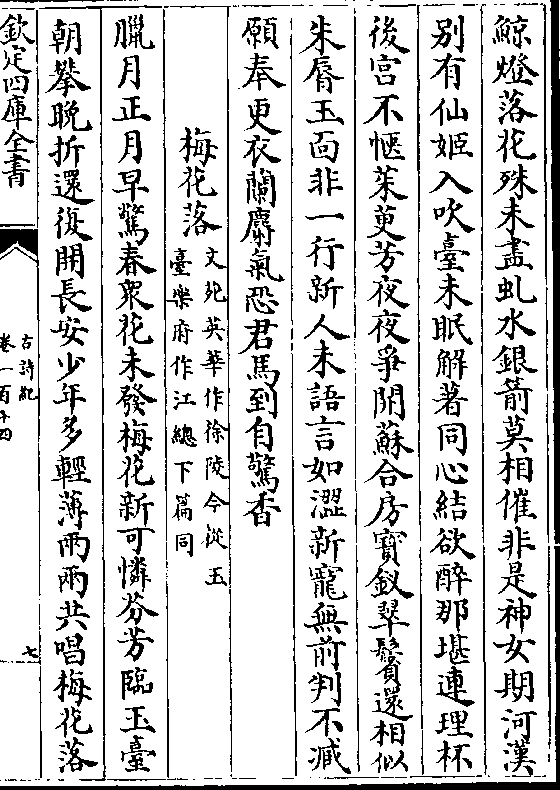 鯨燈落花殊未盡虬水銀箭莫相催非是神女期河漢
别有仙姬入吹臺未眠解著同心結欲醉那堪連理杯
後宫不愜茱萸芳夜夜爭開蘇合房寳釵翠鬢還相似
朱脣玉面非一行新人未語言如澀新寵無前判不臧
願奉更衣蘭麝氣恐君馬到自驚香
梅花落
文苑英華作徐陵今從玉
臺樂府作江總下篇同
臘月正月早驚春衆花未發梅花新可憐芬芳臨玉臺
朝攀晚折還復開長安少年多輕薄兩兩共唱梅花落
欽定四庫全書
古詩紀
卷一百十四
七